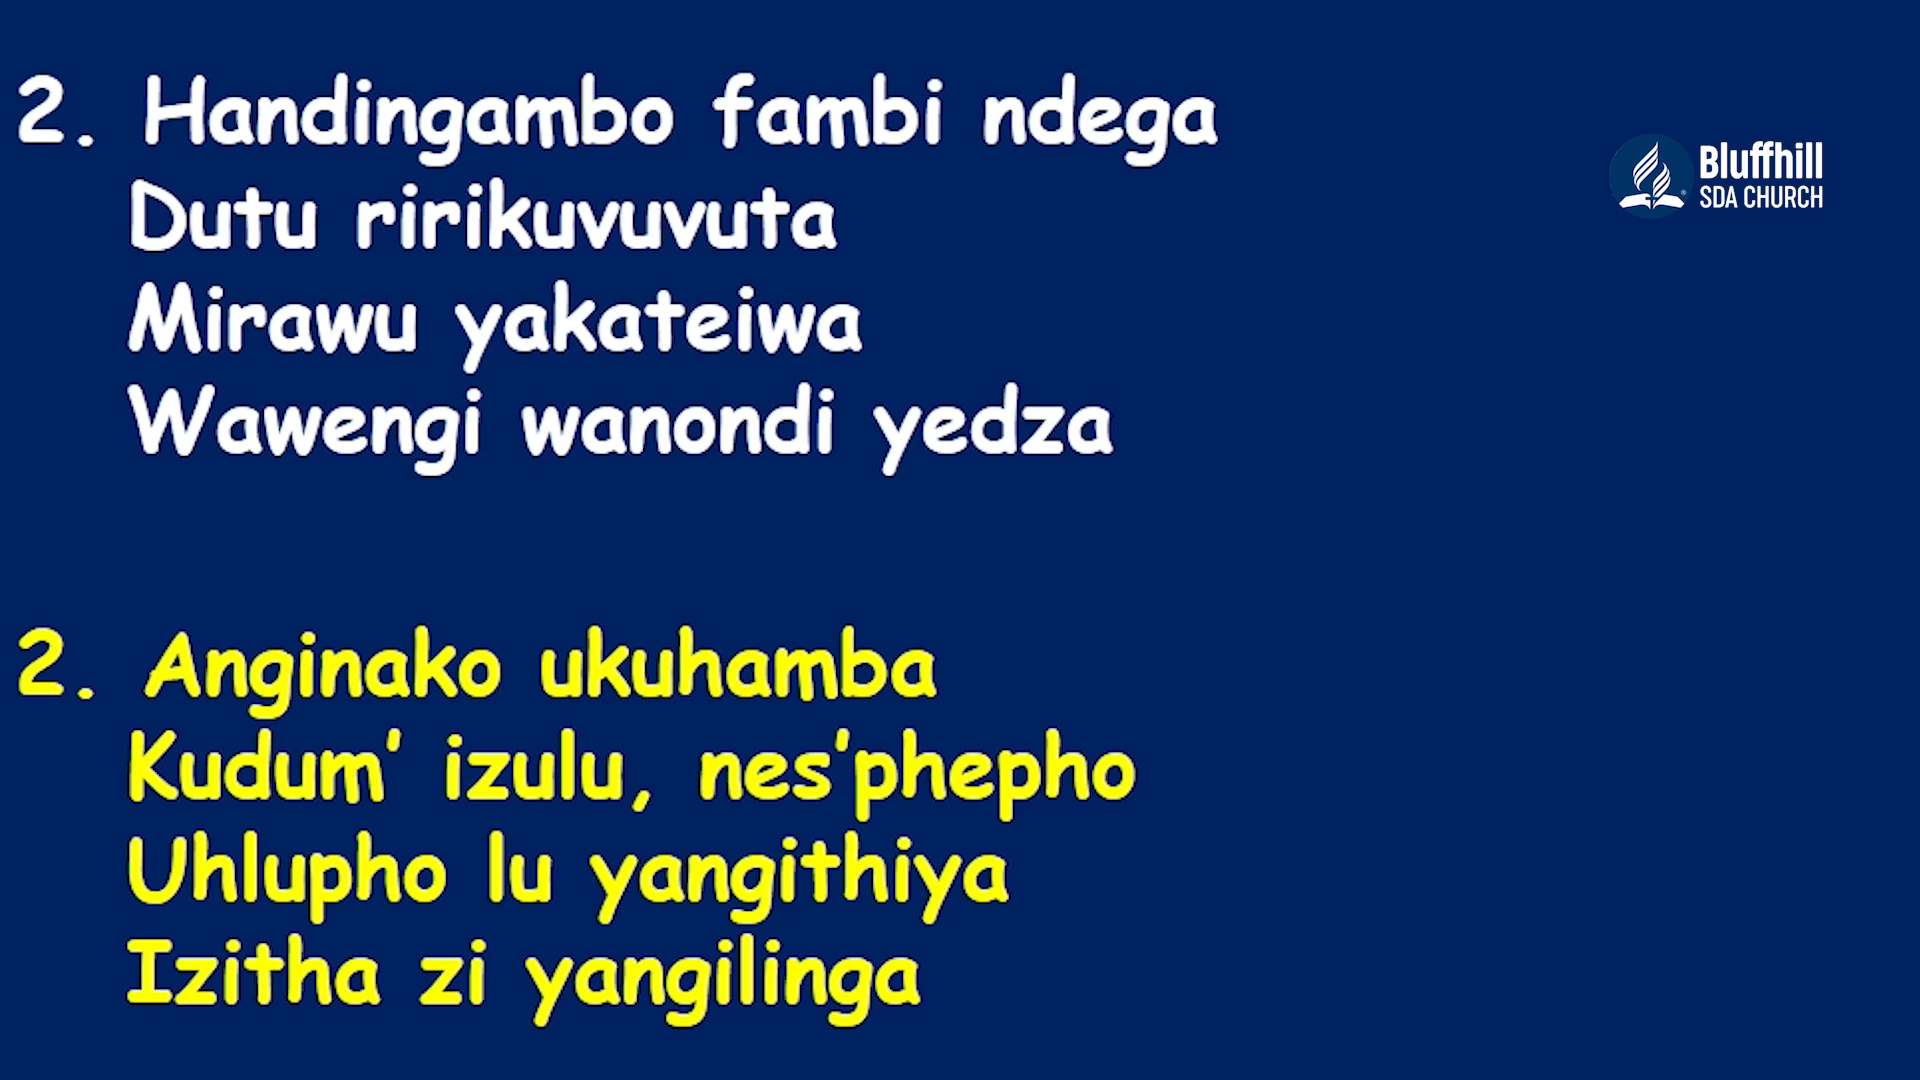 2. Handingambo fambi ndega
Dutu ririkuvuvuta
Mirawu yakateiwa
Wawengi wanondi yedza
Bluffhill
SDA CHURCH
2. Anginako ukuhamba
Kudum' izulu, nes'phepho
Uhlupho lu yangithiya
Izitha zi yangilinga